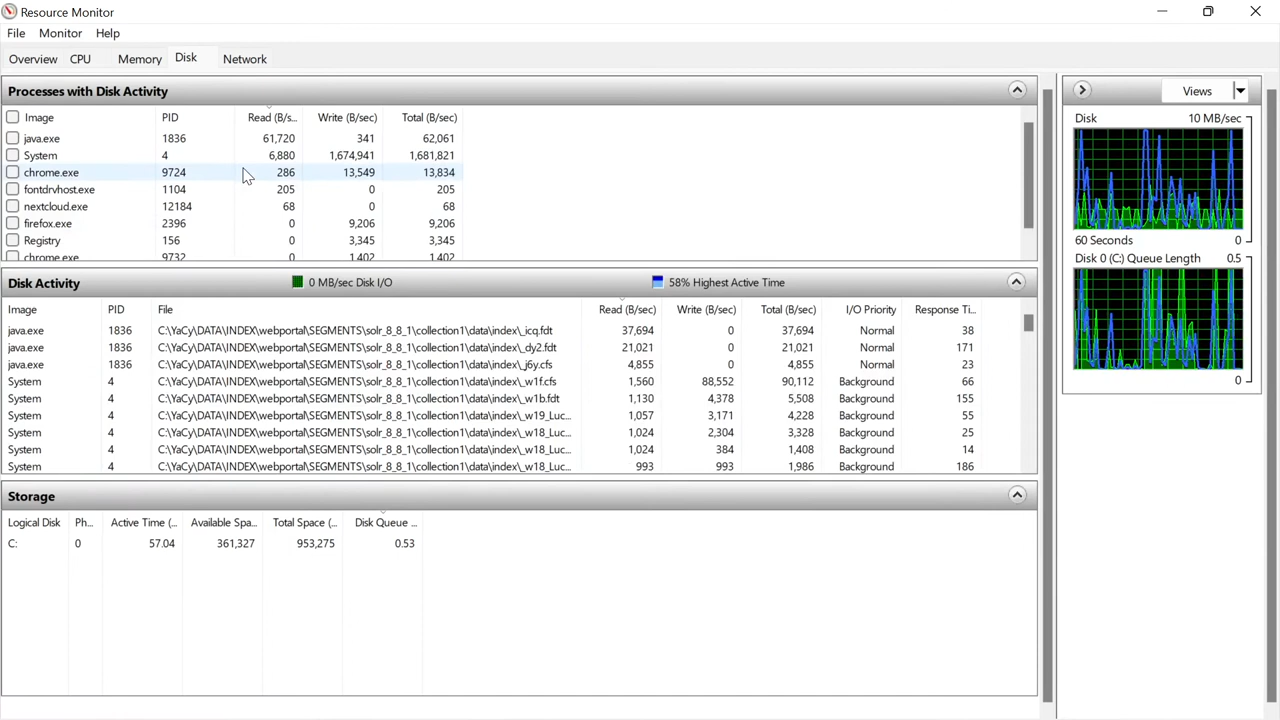 Resource Monitor
File Monitor Help
Overview CPU Memory Disk Network
Processes with Disk Activity
Image PID Read (B/s... Write (B/sec) Total (B/sec)
java.exe 1836 61,720 341 62,061
System 4 6,880 1,674,941 1,681,821
chrome.exe 9724 286 13,549 13,834
fontdrvhost.exe 1104 205 0 205
nextcloud.exe 12184 68 0 68
firefox.exe 2396 0 9,206 9,206
Registry 156 0 3,345 3,345
chrome.exe 9732 0 1,402 1,402
Disk Activity 0 MB/sec Disk I/O 58% Highest Active Time
Image PID File Read (B/sec) Write (B/sec) Total (B/sec) I/O Priority Response Ti...
java.exe 1836 C:\YaCy\DATA\INDEX\webportal\SEGMENTS\solr_8_8_1\collection1\data\index\_icq.fdt 37,694 0 37,694 Normal 38
java.exe 1836 C:\YaCy\DATA\INDEX\webportal\SEGMENTS\solr_8_8_1\collection1\data\index\_dy2.fdt 21,021 0 21,021 Normal 171
java.exe 1836 C:\YaCy\DATA\INDEX\webportal\SEGMENTS\solr_8_8_1\collection1\data\index\_j6y.cfs 4,855 0 4,855 Normal 23
System 4 C:\YaCy\DATA\INDEX\webportal\SEGMENTS\solr_8_8_1\collection1\data\index\_w1f.cfs 1,560 88,552 90,112 Background 66
System 4 C:\YaCy\DATA\INDEX\webportal\SEGMENTS\solr_8_8_1\collection1\data\index\_w1b.fdt 1,130 4,378 5,508 Background 155
System 4 C:\YaCy\DATA\INDEX\webportal\SEGMENTS\solr_8_8_1\collection1\data\index\_w19_Luc... 1,057 3,171 4,228 Background 55
System 4 C:\YaCy\DATA\INDEX\webportal\SEGMENTS\solr_8_8_1\collection1\data\index\_w18_Luc... 1,024 2,304 3,328 Background 25
System 4 C:\YaCy\DATA\INDEX\webportal\SEGMENTS\solr_8_8_1\collection1\data\index\_w18_Luc... 1,024 384 1,408 Background 14
System 4 C:\YaCy\DATA\INDEX\webportal\SEGMENTS\solr_8_8_1\collection1\data\index\_w18_Luc... 993 993 1,986 Background 186
Storage
Logical Disk Ph... Active Time (... Available Spa... Total Space (... Disk Queue ...
C: 0 57.04 361,327 953,275 0.53
Views
Disk 10 MB/sec
60 Seconds 0
Disk 0 (C:) Queue Length 0.5
0